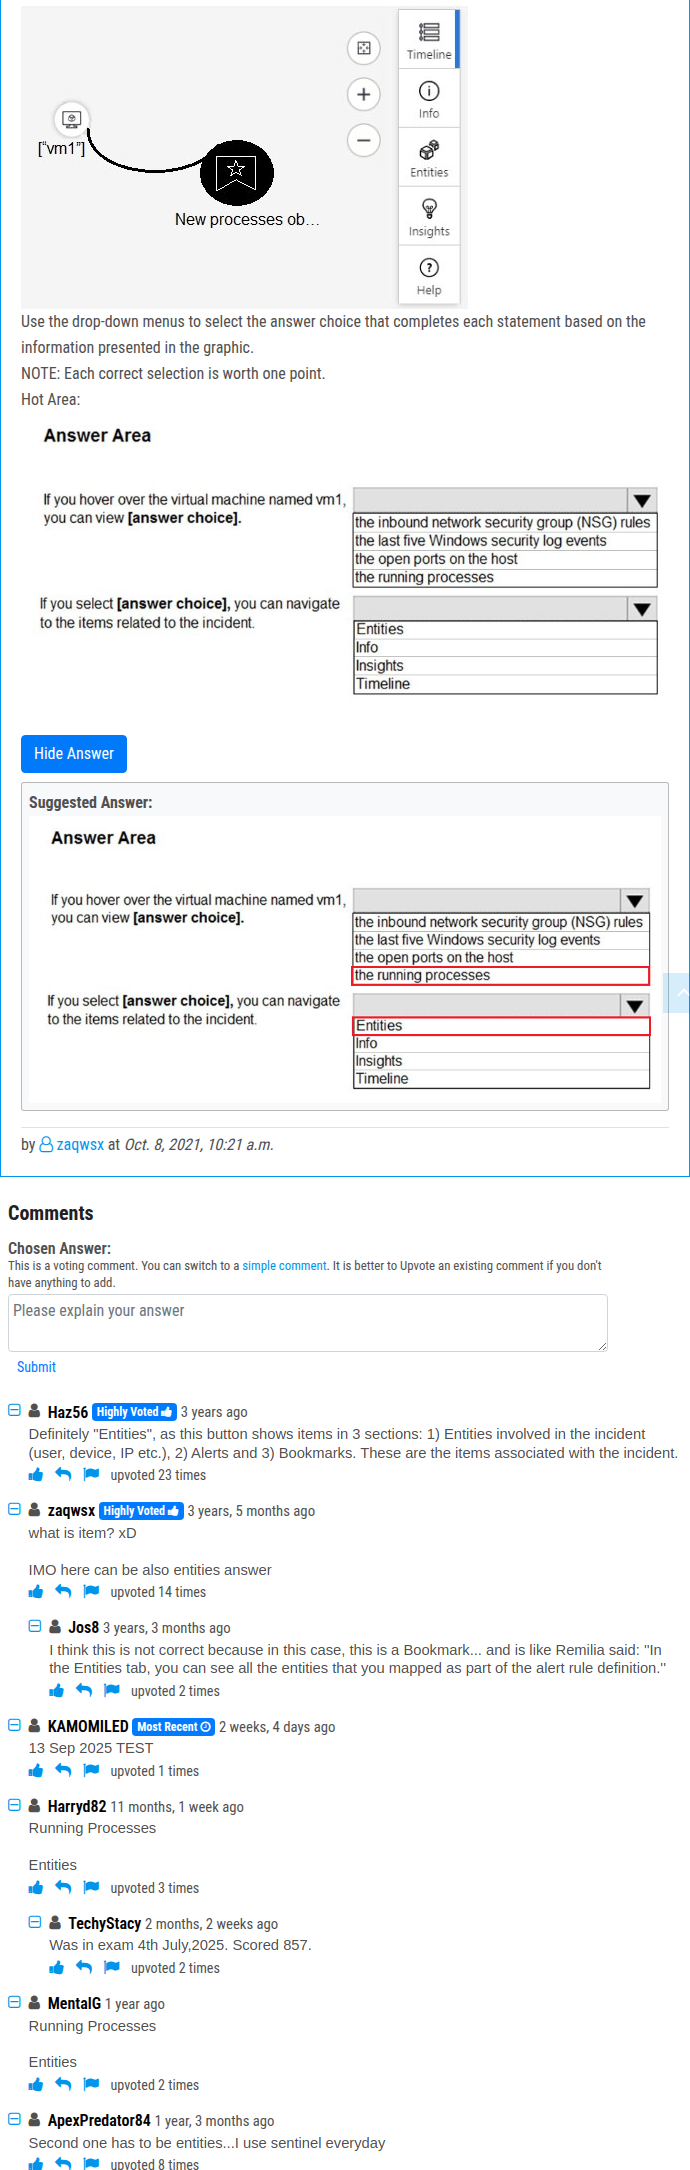 Timeline
Info
["vm1"]
Entities
New processes ob...
Insights
Help
Use the drop-down menus to select the answer choice that completes each statement based on the
information presented in the graphic.
NOTE: Each correct selection is worth one point.
Hot Area:
Answer Area
If you hover over the virtual machine named vm1,
you can view [answer choice].
the inbound network security group (NSG) rules
the last five Windows security log events
the open ports on the host
the running processes
If you select [answer choice], you can navigate
to the items related to the incident.
Entities
Info
Insights
Timeline
Hide Answer
Suggested Answer:
Answer Area
If you hover over the virtual machine named vm1,
you can view [answer choice].
the inbound network security group (NSG) rules
the last five Windows security log events
the open ports on the host
the running processes
If you select [answer choice], you can navigate
to the items related to the incident.
Entities
Info
Insights
Timeline
by zaqwsx at Oct. 8, 2021, 10:21 a.m.
Comments
Chosen Answer:
This is a voting comment. You can switch to a simple comment. It is better to Upvote an existing comment if you don't
have anything to add.
Please explain your answer
Submit
Haz56 Highly Voted 3 years ago
Definitely "Entities", as this button shows items in 3 sections: 1) Entities involved in the incident
(user, device, IP etc.), 2) Alerts and 3) Bookmarks. These are the items associated with the incident.
upvoted 23 times
zaqwsx Highly Voted 3 years, 5 months ago
what is item? xD
IMO here can be also entities answer
upvoted 14 times
Jos8 3 years, 3 months ago
I think this is not correct because in this case, this is a Bookmark... and is like Remilia said: "In
the Entities tab, you can see all the entities that you mapped as part of the alert rule definition."
upvoted 2 times
KAMOMILED Most Recent 2 weeks, 4 days ago
13 Sep 2025 TEST
upvoted 1 times
Harryd82 11 months, 1 week ago
Running Processes
Entities
upvoted 3 times
TechyStacy 2 months, 2 weeks ago
Was in exam 4th July,2025. Scored 857.
upvoted 2 times
MentalG 1 year ago
Running Processes
Entities
upvoted 2 times
ApexPredator84 1 year, 3 months ago
Second one has to be entities...I use sentinel everyday
upvoted 8 times